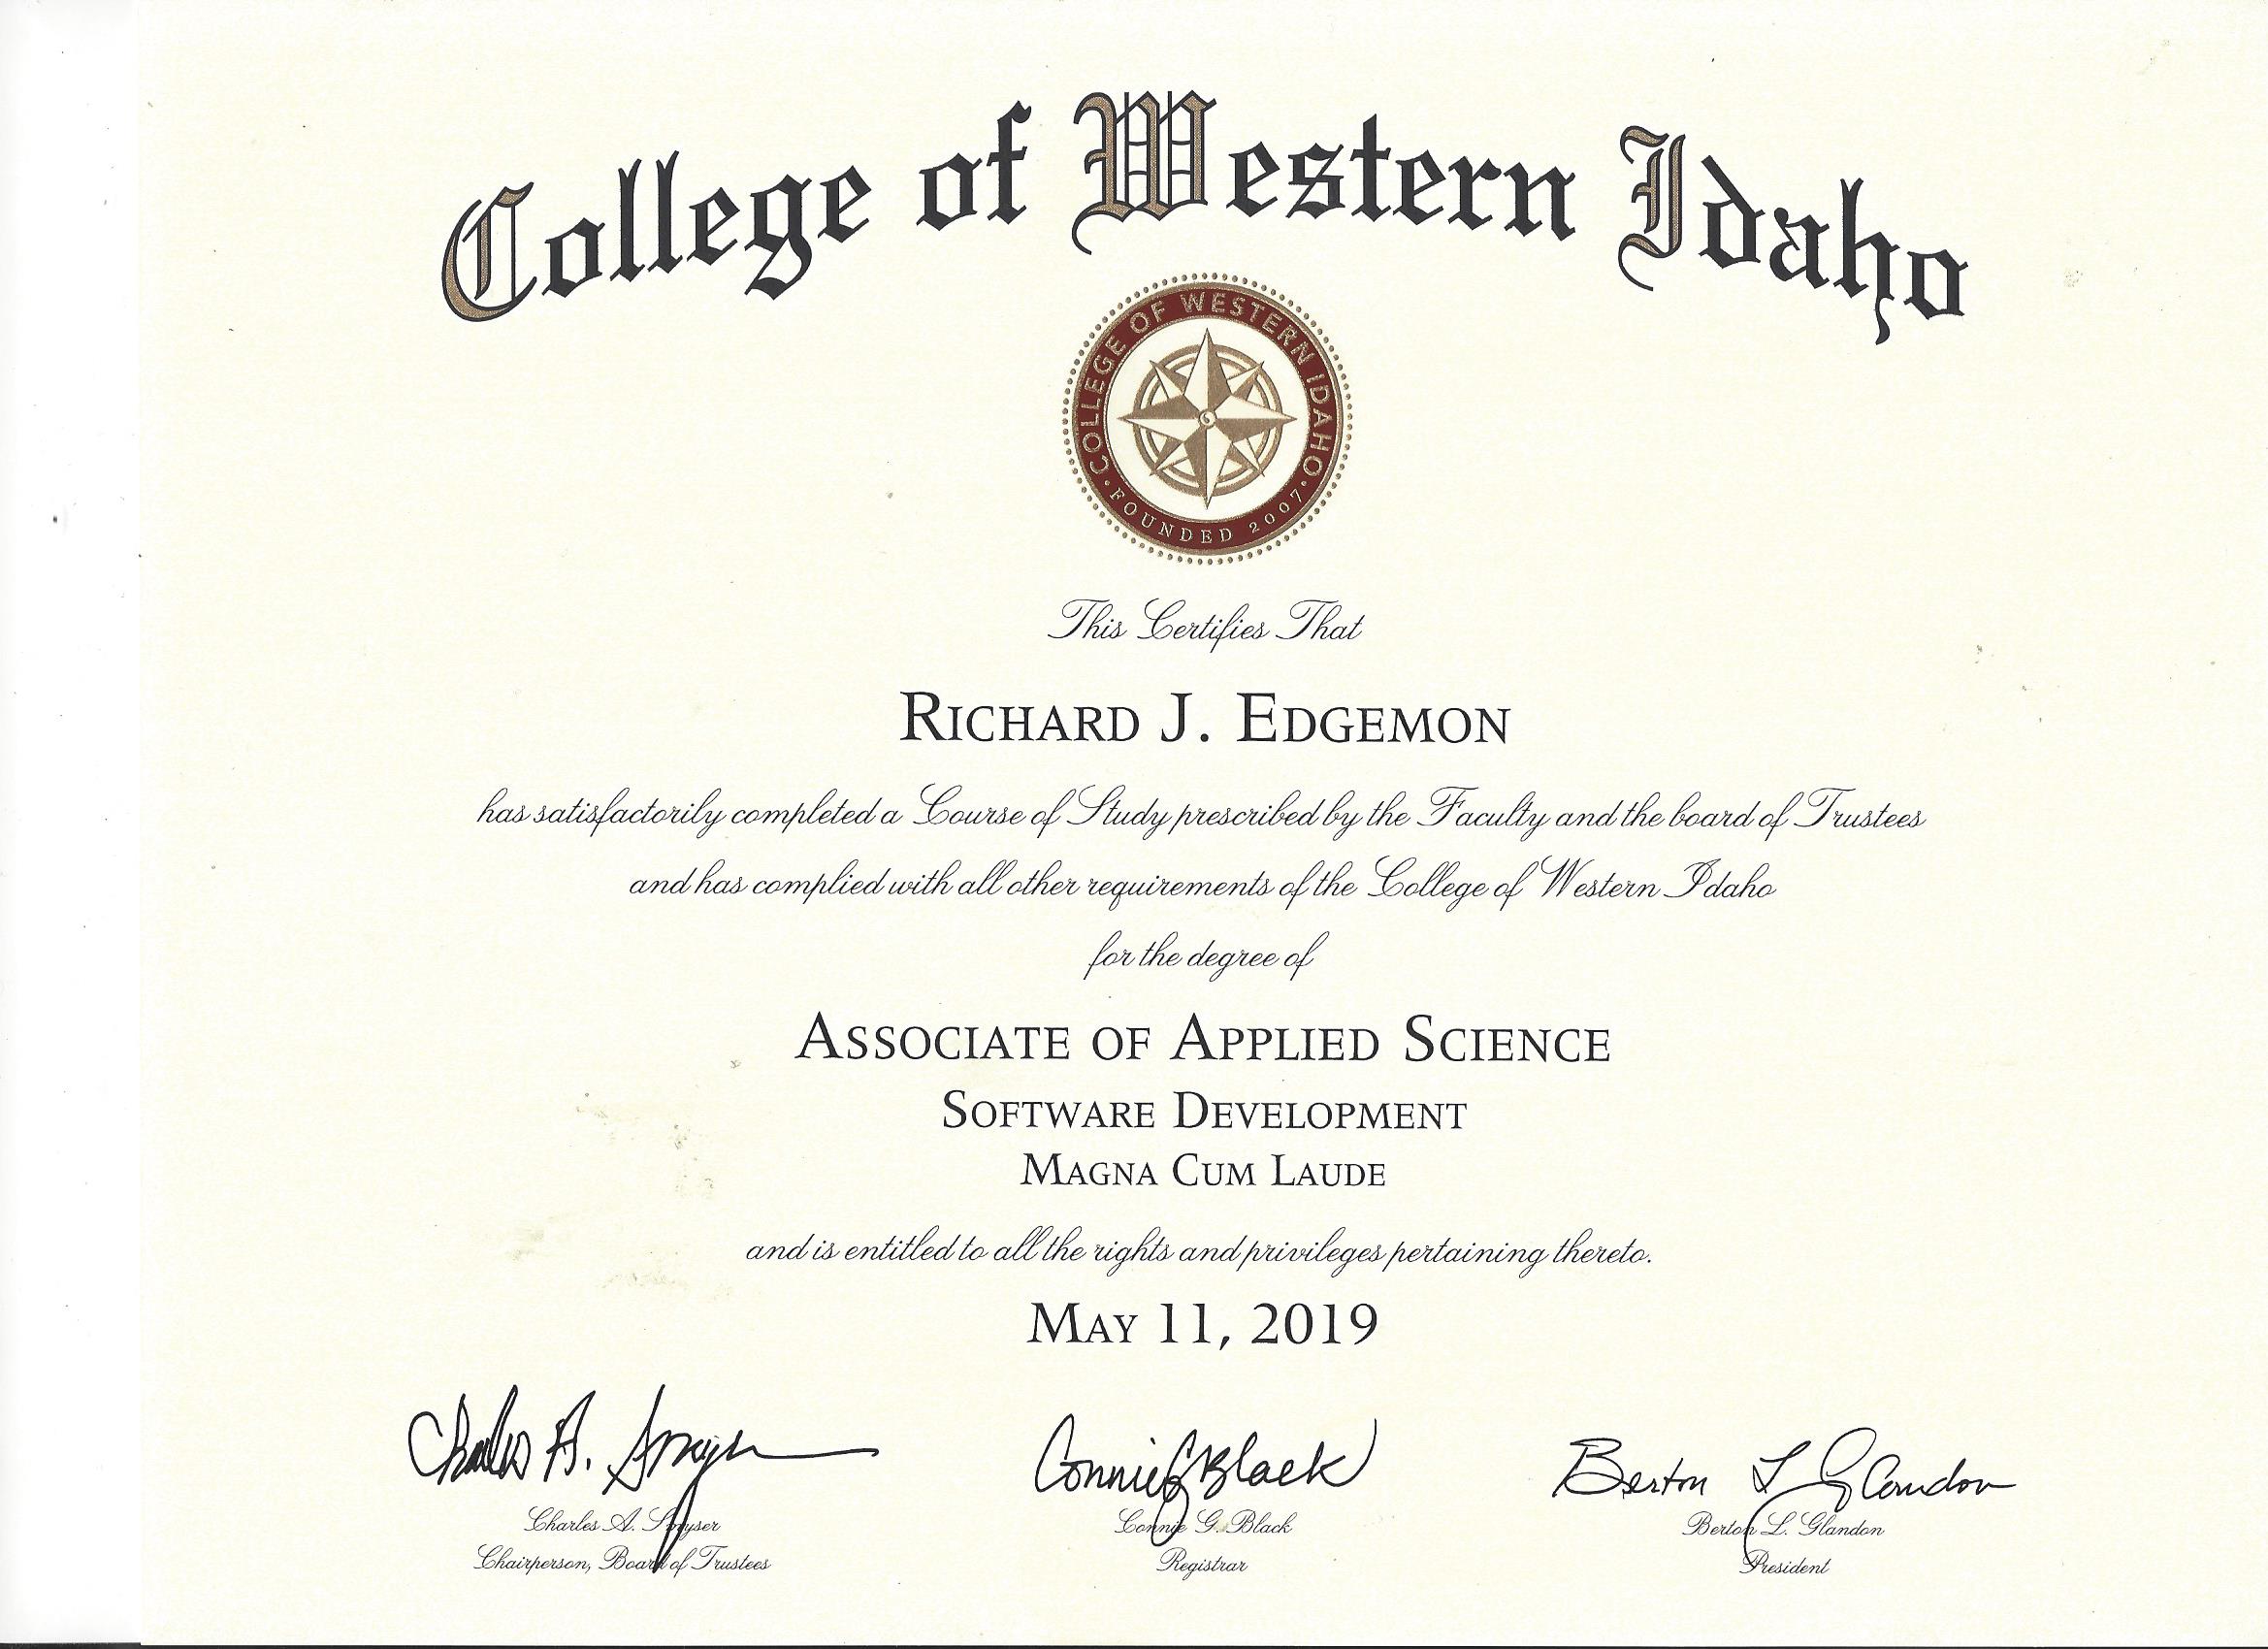 College of Western Idaho
COLLEGE OF WESTERN IDAHO
FOUNDED 2007
This Certifies That
RICHARD J. EDGEMON
has satisfactorily completed a Course of Study prescribed by the Faculty and the board of Trustees
and has complied with all other requirements of the College of Western Idaho
for the degree of
ASSOCIATE OF APPLIED SCIENCE
SOFTWARE DEVELOPMENT
MAGNA CUM LAUDE
and is entitled to all the rights and privileges pertaining thereto.
MAY 11, 2019
Charles A. Smyser Connie G Black Berton L Glandon
Charles A. Smyser Connie G. Black Berton L. Glandon
Chairperson, Board of Trustees Registrar President